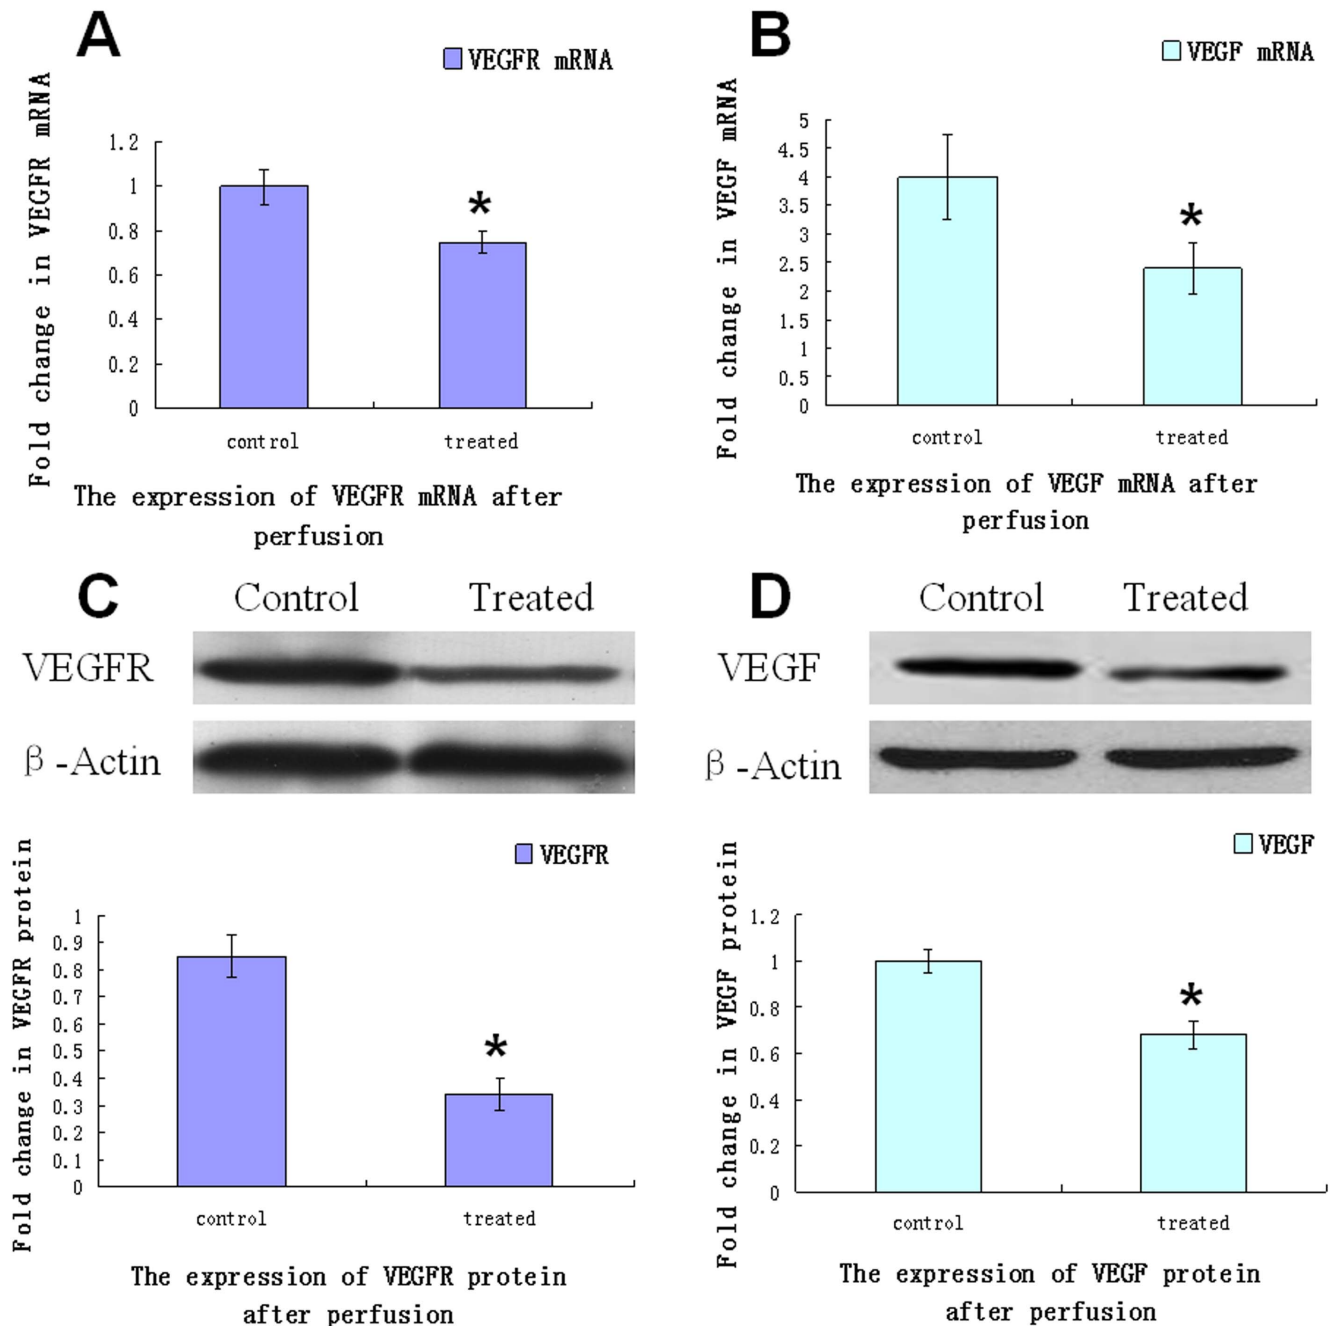 A
VEGFR mRNA
Fold change in VEGFR mRNA
1.2
1
0.8
0.6
0.4
0.2
0
control treated
The expression of VEGFR mRNA after
perfusion
B
VEGF mRNA
Fold change in VEGF mRNA
5
4.5
4
3.5
3
2.5
2
1.5
1
0.5
0
*
*
control treated
The expression of VEGF mRNA after
perfusion
C
Control Treated
VEGFR
β-Actin
VEGFR
Fold change in VEGFR protein
1
0.9
0.8
0.7
0.6
0.5
0.4
0.3
0.2
0.1
0
*
control treated
The expression of VEGFR protein
after perfusion
D
Control Treated
VEGF
β-Actin
VEGF
Fold change in VEGF protein
1.2
1
0.8
0.6
0.4
0.2
0
*
control treated
The expression of VEGF protein
after perfusion